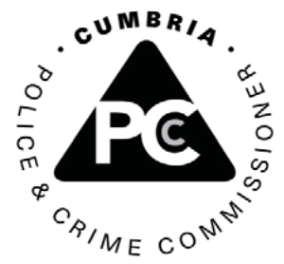 · CUMBRIA ·
POLICE & CRIME COMMISSIONER
PCC